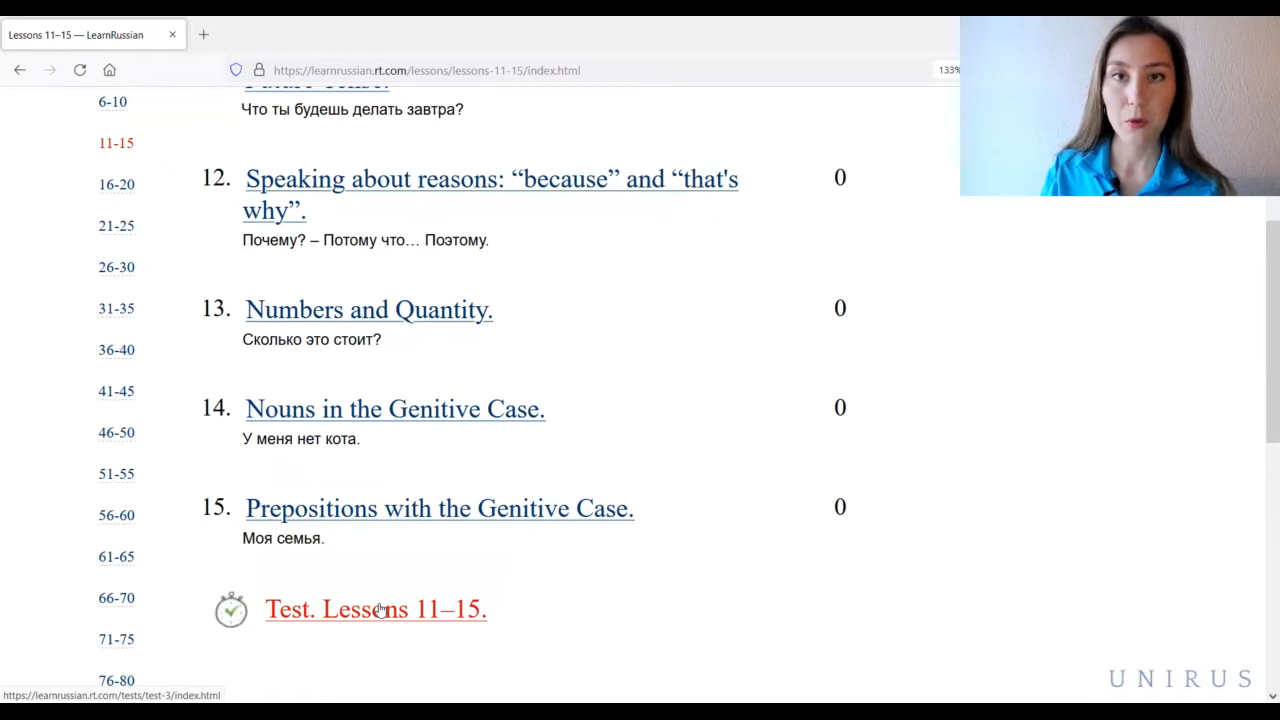 Lessons 11–15 — LearnRussian
https://learnrussian.rt.com/lessons/lessons-11-15/index.html
133%
6-10
11-15
16-20
21-25
26-30
31-35
36-40
41-45
46-50
51-55
56-60
61-65
66-70
71-75
76-80
Future Tense.
Что ты будешь делать завтра?
12. Speaking about reasons: “because” and “that's 0
why”.
Почему? – Потому что… Поэтому.
13. Numbers and Quantity. 0
Сколько это стоит?
14. Nouns in the Genitive Case. 0
У меня нет кота.
15. Prepositions with the Genitive Case. 0
Моя семья.
Test. Lessons 11–15.
https://learnrussian.rt.com/tests/test-3/index.html
UNIRUS